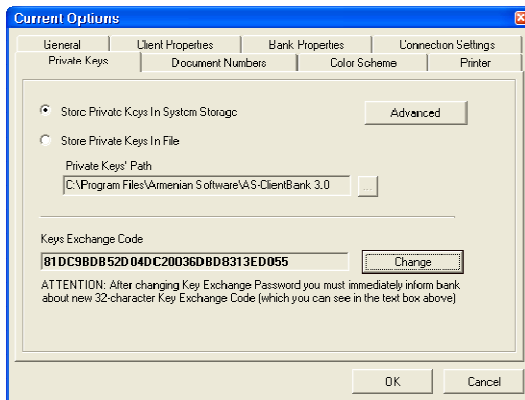 Current Options
General Client Properties Bank Properties Connection Settings
Private Keys Document Numbers Color Scheme Printer
Store Private Keys In System Storage
Advanced
Store Private Keys In File
Private Keys' Path
C:\Program Files\Armenian Software\AS-ClientBank 3.0 ...
Keys Exchange Code
81DC9BDB52D04DC20036DBD8313ED055 Change
ATTENTION: After changing Key Exchange Password you must immediately inform bank
about new 32-character Key Exchange Code (which you can see in the text box above)
OK Cancel